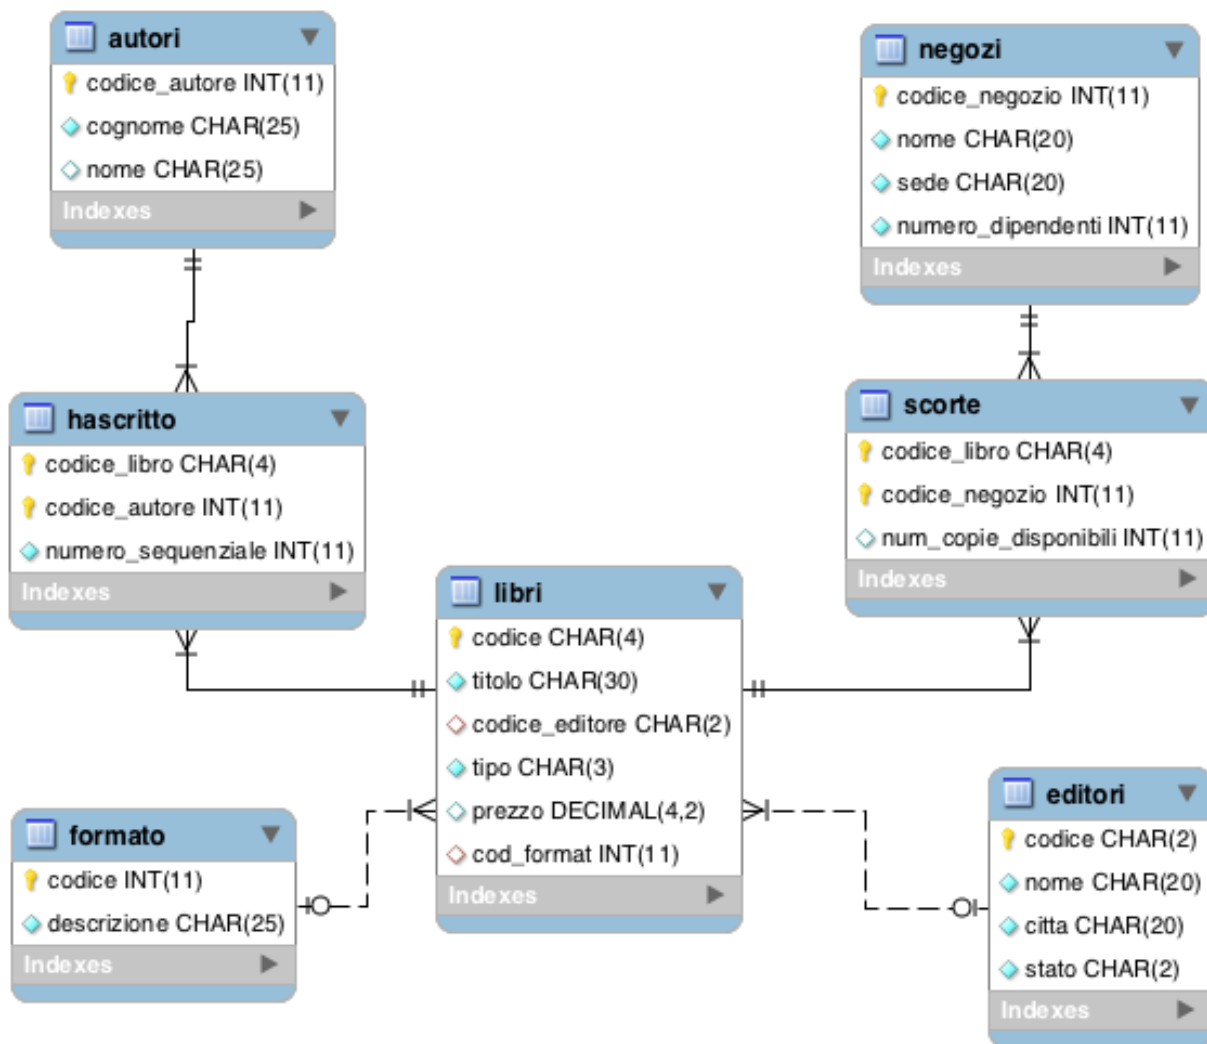 autori
codice_autore INT(11)
cognome CHAR(25)
nome CHAR(25)
Indexes
negozi
codice_negozio INT(11)
nome CHAR(20)
sede CHAR(20)
numero_dipendenti INT(11)
Indexes
hascritto
codice_libro CHAR(4)
codice_autore INT(11)
numero_sequenziale INT(11)
Indexes
scorte
codice_libro CHAR(4)
codice_negozio INT(11)
num_copie_disponibili INT(11)
Indexes
libri
codice CHAR(4)
titolo CHAR(30)
codice_editore CHAR(2)
tipo CHAR(3)
prezzo DECIMAL(4,2)
cod_format INT(11)
Indexes
formato
codice INT(11)
descrizione CHAR(25)
Indexes
editori
codice CHAR(2)
nome CHAR(20)
citta CHAR(20)
stato CHAR(2)
Indexes